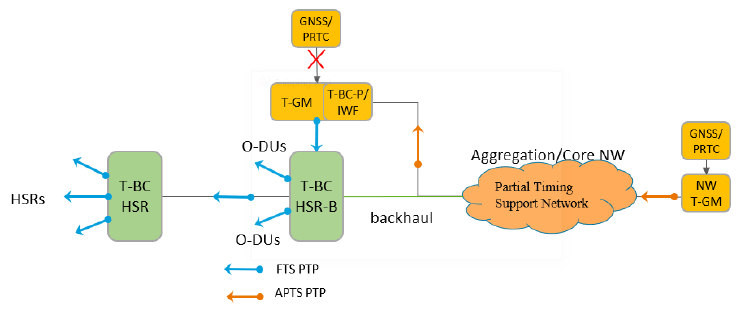 GNSS/
PRTC
T-GM
T-BC-P/
IWF
O-DUs
Aggregation/Core NW
GNSS/
PRTC
HSRs
T-BC
HSR
T-BC
HSR-B
Partial Timing
Support Network
NW
T-GM
backhaul
O-DUs
FTS PTP
APTS PTP